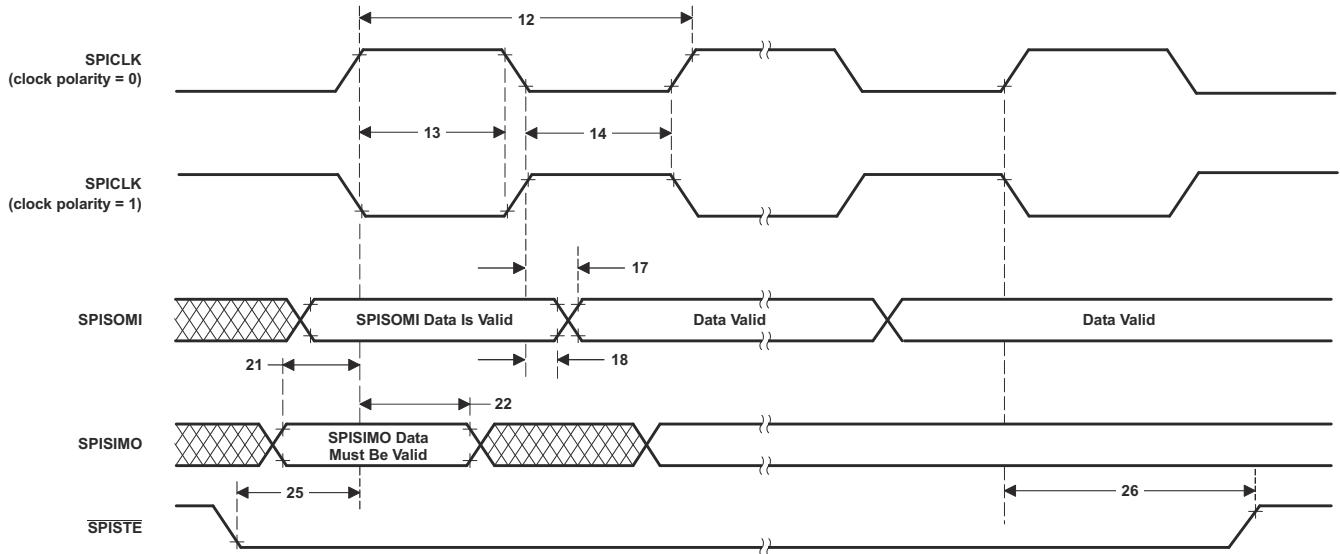 12
SPICLK
(clock polarity = 0)
13
14
SPICLK
(clock polarity = 1)
17
SPISOMI
SPISOMI Data Is Valid
Data Valid
Data Valid
21
18
22
SPISIMO
SPISIMO Data
Must Be Valid
25
26
SPISTE